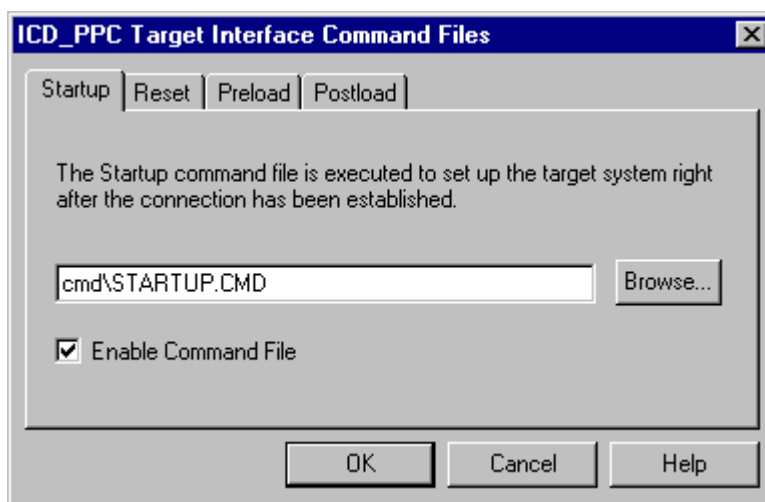 ICD_PPC Target Interface Command Files
Startup Reset Preload Postload
The Startup command file is executed to set up the target system right
after the connection has been established.
cmd\STARTUP.CMD Browse...
Enable Command File
OK Cancel Help